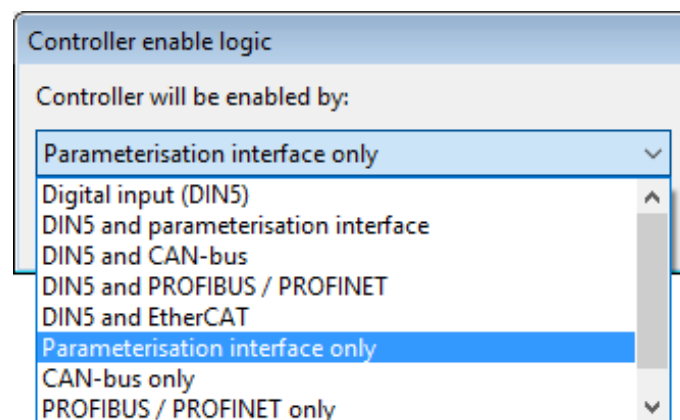 Controller enable logic
Controller will be enabled by:
Parameterisation interface only
Digital input (DIN5)
DIN5 and parameterisation interface
DIN5 and CAN-bus
DIN5 and PROFIBUS / PROFINET
DIN5 and EtherCAT
Parameterisation interface only
CAN-bus only
PROFIBUS / PROFINET only